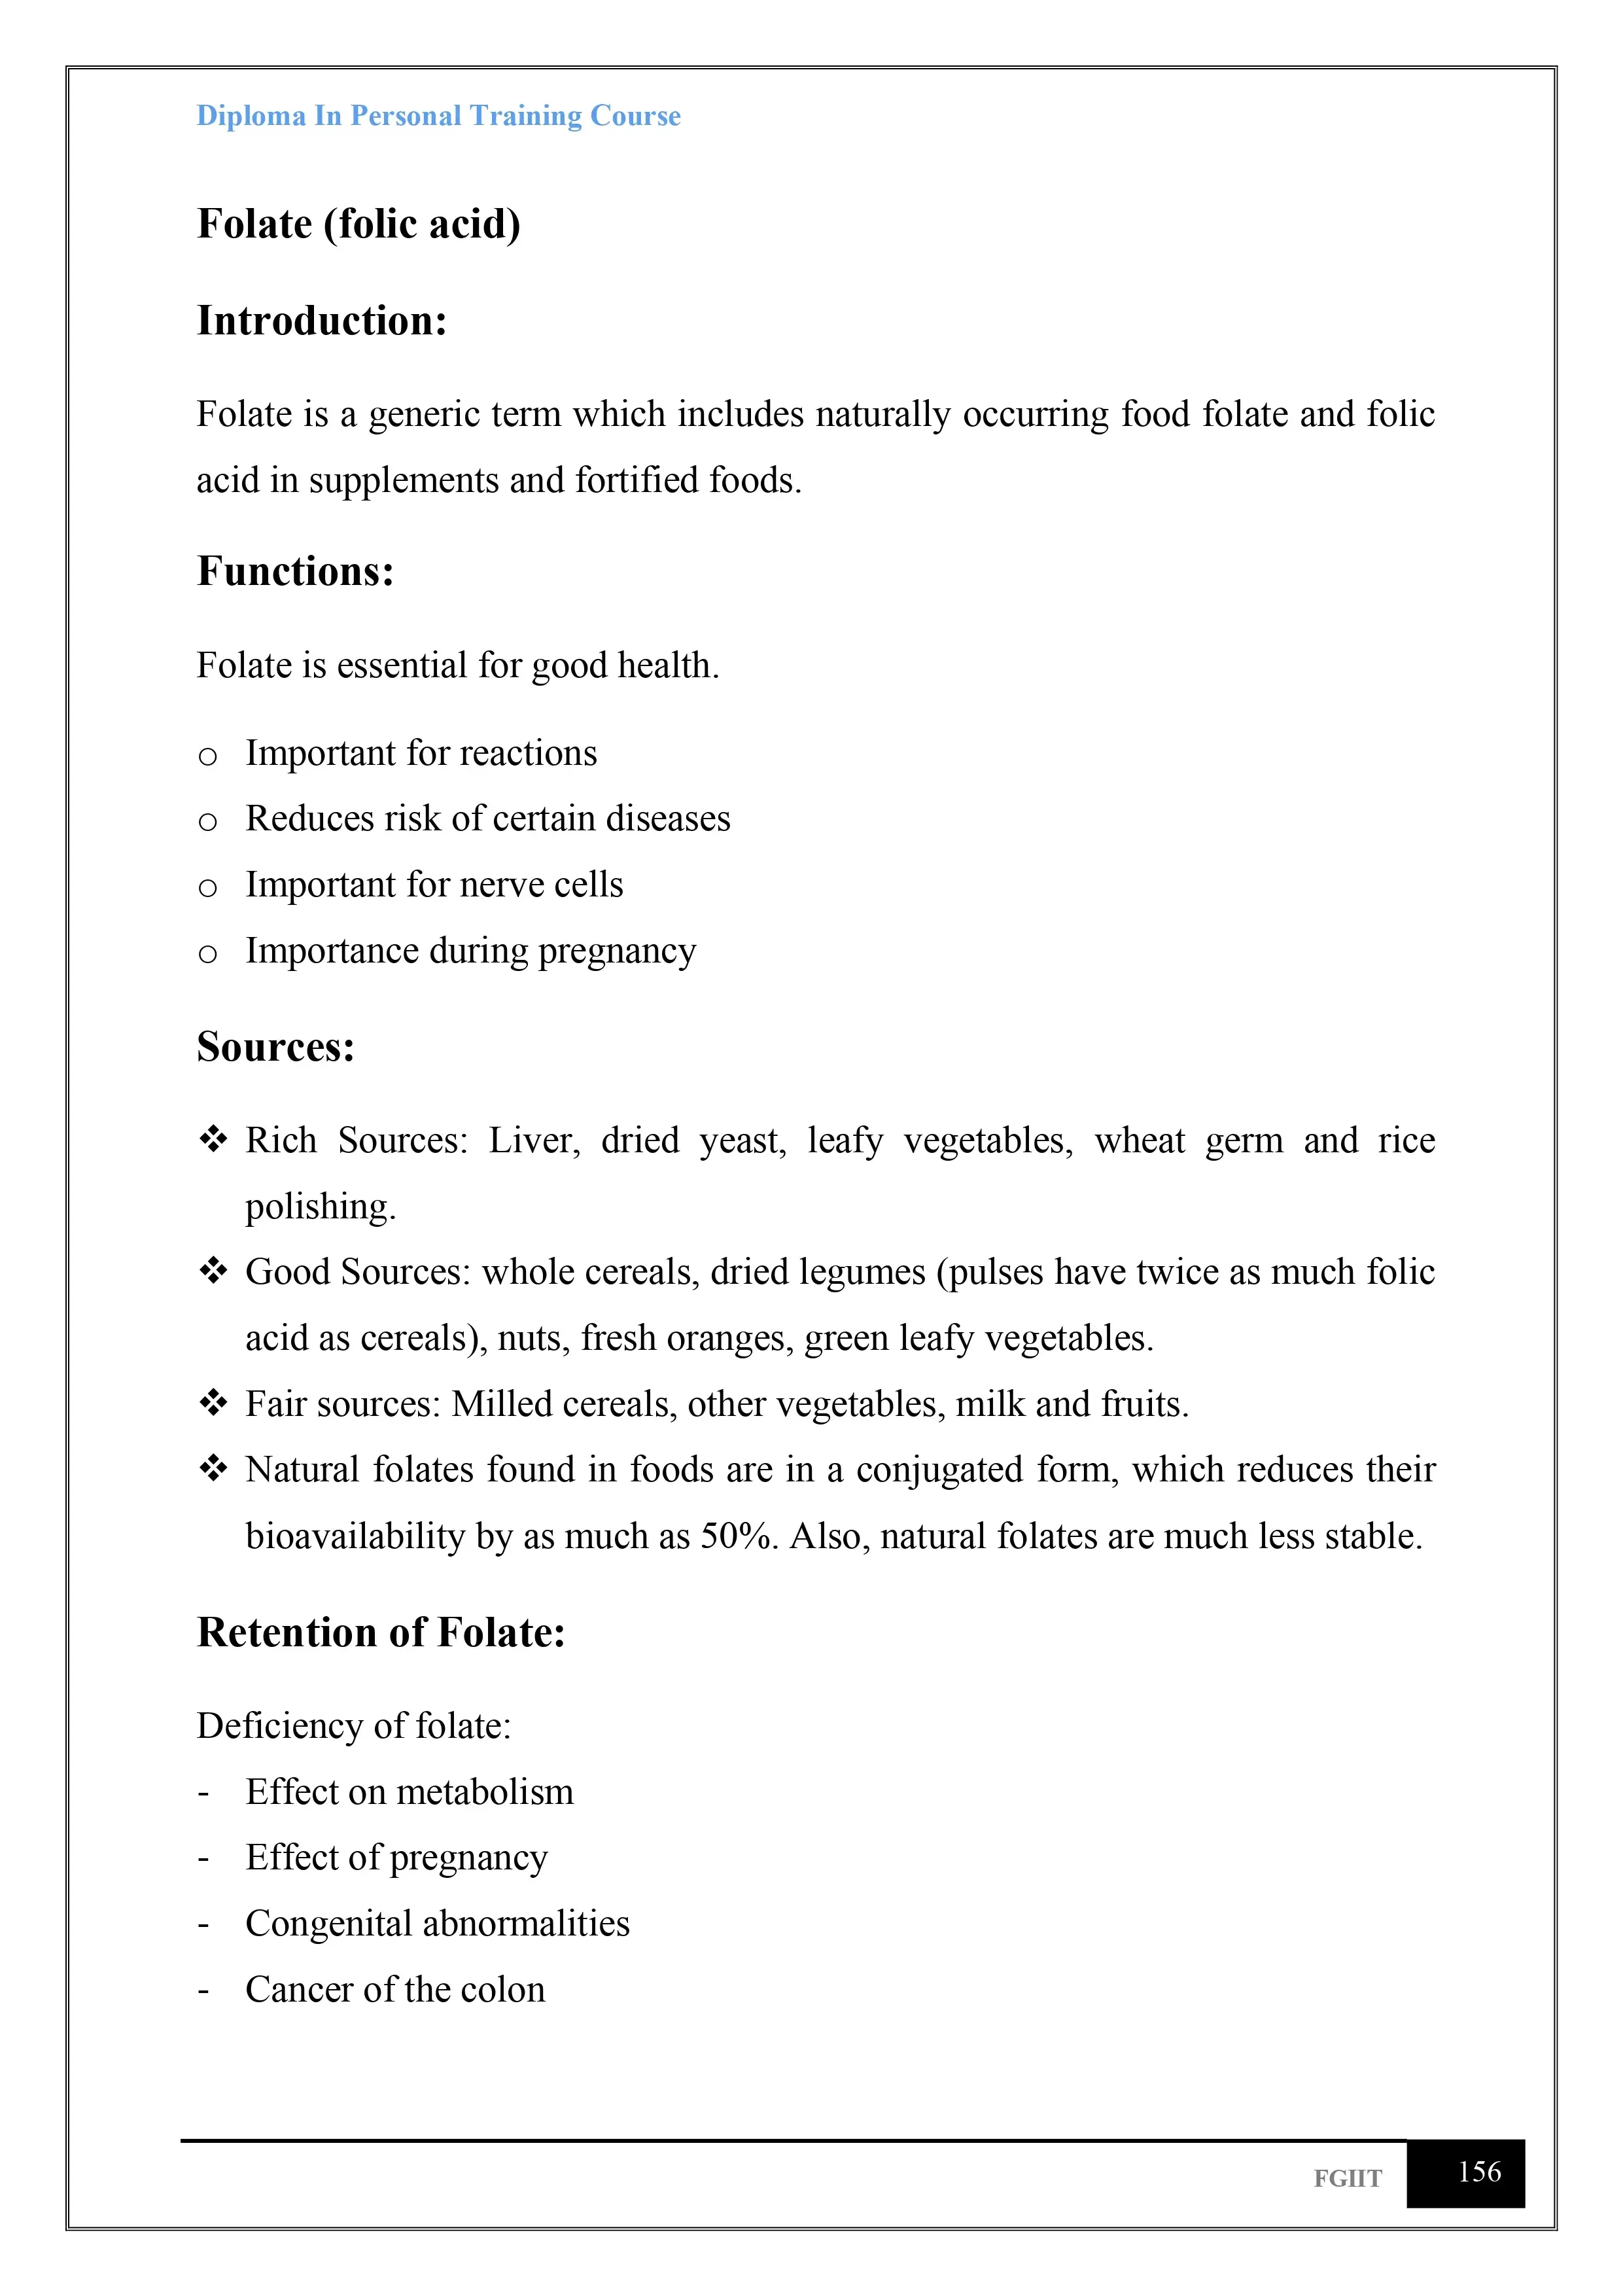 Diploma In Personal Training Course
Folate (folic acid)
Introduction:
Folate is a generic term which includes naturally occurring food folate and folic
acid in supplements and fortified foods.
Functions:
Folate is essential for good health.
o Important for reactions
o Reduces risk of certain diseases
o Important for nerve cells
o Importance during pregnancy
Sources:
❖ Rich Sources: Liver, dried yeast, leafy vegetables, wheat germ and rice
polishing.
❖ Good Sources: whole cereals, dried legumes (pulses have twice as much folic
acid as cereals), nuts, fresh oranges, green leafy vegetables.
❖ Fair sources: Milled cereals, other vegetables, milk and fruits.
❖ Natural folates found in foods are in a conjugated form, which reduces their
bioavailability by as much as 50%. Also, natural folates are much less stable.
Retention of Folate:
Deficiency of folate:
- Effect on metabolism
- Effect of pregnancy
- Congenital abnormalities
- Cancer of the colon
FGIIT 156